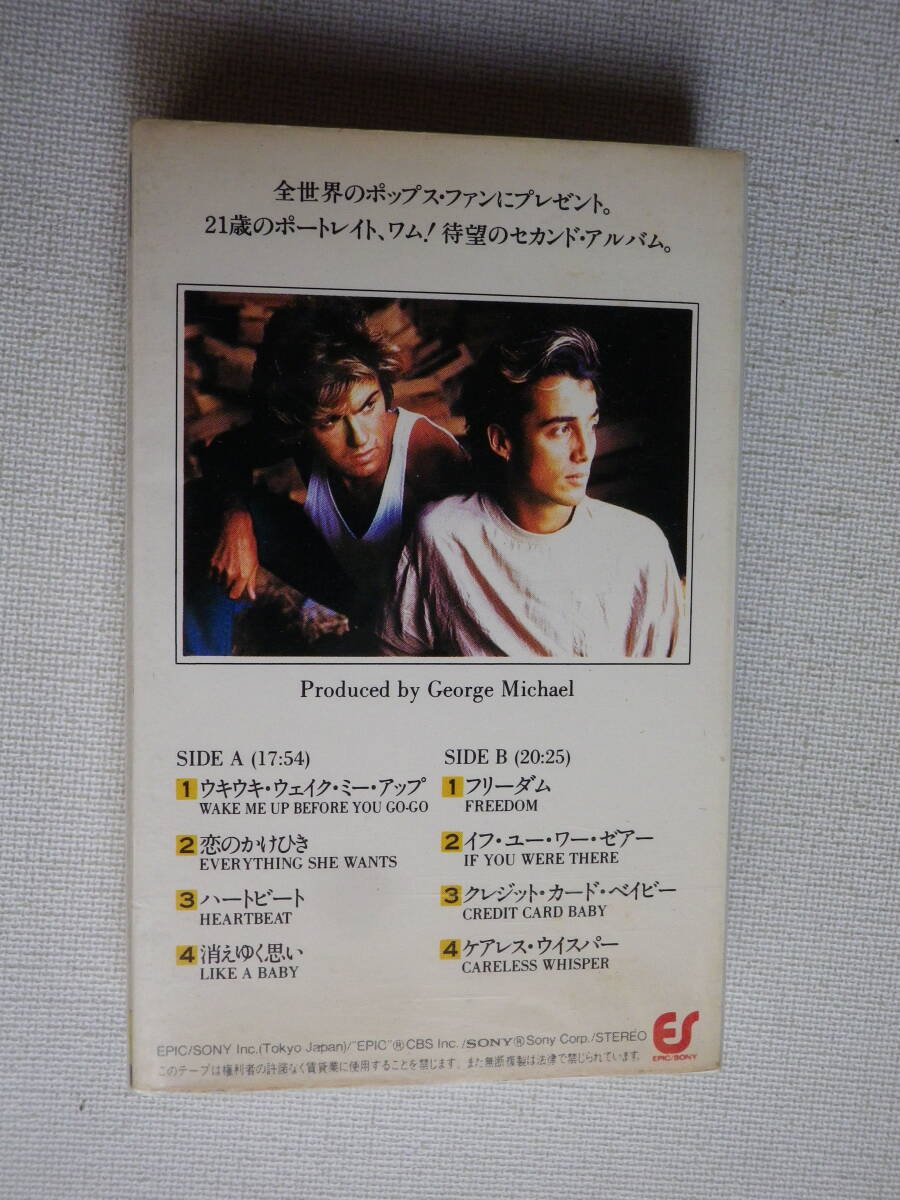 全世界のポップス・ファンにプレゼント。
21歳のポートレイト、ワム! 待望のセカンド・アルバム。
Produced by George Michael
SIDE A (17:54)
1 ウキウキ・ウェイク・ミー・アップ
WAKE ME UP BEFORE YOU GO-GO
2 恋のかけひき
EVERYTHING SHE WANTS
3 ハートビート
HEARTBEAT
4 消えゆく思い
LIKE A BABY
SIDE B (20:25)
1 フリーダム
FREEDOM
2 イフ・ユー・ワー・ゼアー
IF YOU WERE THERE
3 クレジット・カード・ベイビー
CREDIT CARD BABY
4 ケアレス・ウイスパー
CARELESS WHISPER
EPIC/SONY Inc.(Tokyo Japan)/"EPIC"® CBS Inc./SONY® Sony Corp./STEREO
ES
EPIC/SONY
このテープは権利者の許諾なく賃貸業に使用することを禁じます。また無断複製は法律で禁じられています。